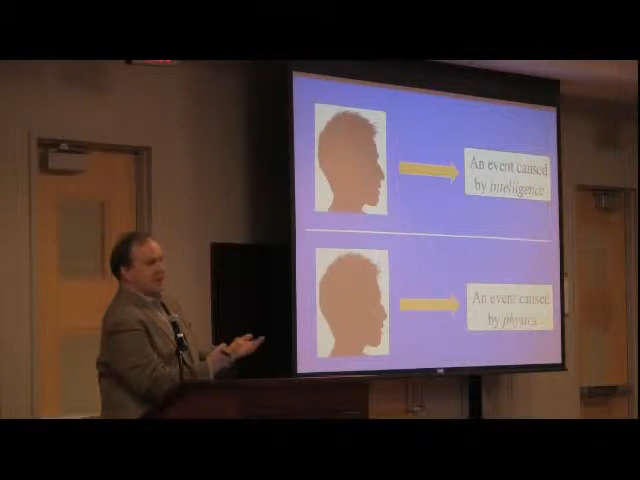 An event caused
by intelligence
An event caused
by physics